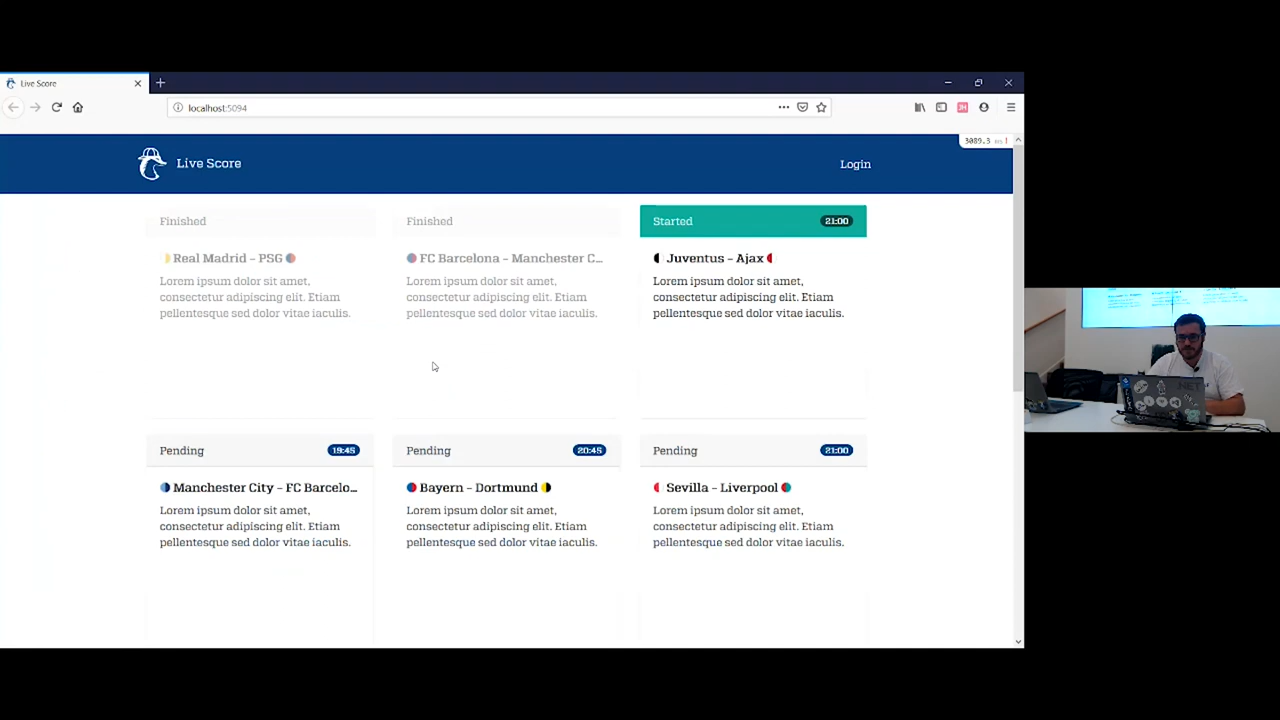 Live Score
localhost:5094
3089.3 ms !
Live Score
Login
Finished
Finished
Started
21:00
Real Madrid - PSG
FC Barcelona - Manchester C...
Juventus - Ajax
Lorem ipsum dolor sit amet,
consectetur adipiscing elit. Etiam
pellentesque sed dolor vitae iaculis.
Lorem ipsum dolor sit amet,
consectetur adipiscing elit. Etiam
pellentesque sed dolor vitae iaculis.
Lorem ipsum dolor sit amet,
consectetur adipiscing elit. Etiam
pellentesque sed dolor vitae iaculis.
Pending
19:45
Pending
20:45
Pending
21:00
Manchester City - FC Barcelo...
Bayern - Dortmund
Sevilla - Liverpool
Lorem ipsum dolor sit amet,
consectetur adipiscing elit. Etiam
pellentesque sed dolor vitae iaculis.
Lorem ipsum dolor sit amet,
consectetur adipiscing elit. Etiam
pellentesque sed dolor vitae iaculis.
Lorem ipsum dolor sit amet,
consectetur adipiscing elit. Etiam
pellentesque sed dolor vitae iaculis.
.NET